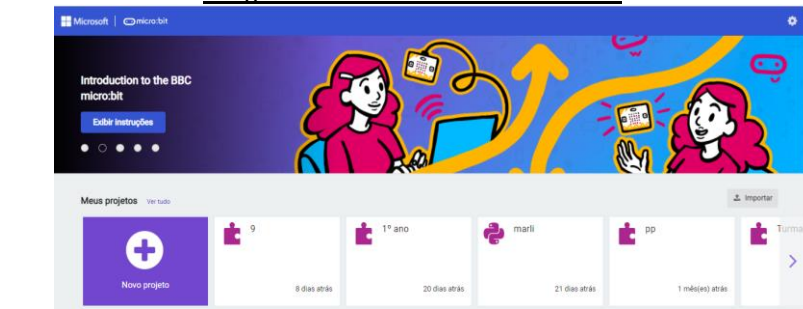 Microsoft | micro:bit
Introduction to the BBC
micro:bit
Exibir instruções
Meus projetos Ver tudo
Importar
9
1º ano
marli
pp
Turma
Novo projeto
8 dias atrás
20 dias atrás
21 dias atrás
1 mês(es) atrás